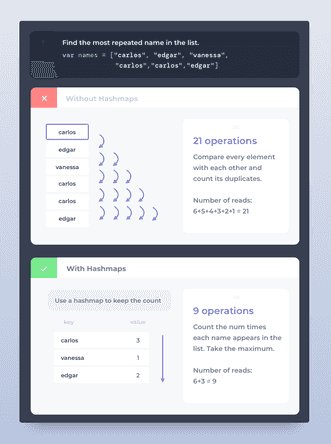 Find the most repeated name in the list.
var names = ["carlos", "edgar", "vanessa",
"carlos","carlos","edgar"]
Without Hashmaps
carlos
edgar
vanessa
carlos
carlos
edgar
21 operations
Compare every element
with each other and
count its duplicates.
Number of reads:
6+5+4+3+2+1 = 21
With Hashmaps
Use a hashmap to keep the count
key value
carlos 3
vanessa 1
edgar 2
9 operations
Count the num times
each name appears in the
list. Take the maximum.
Number of reads:
6+3 = 9